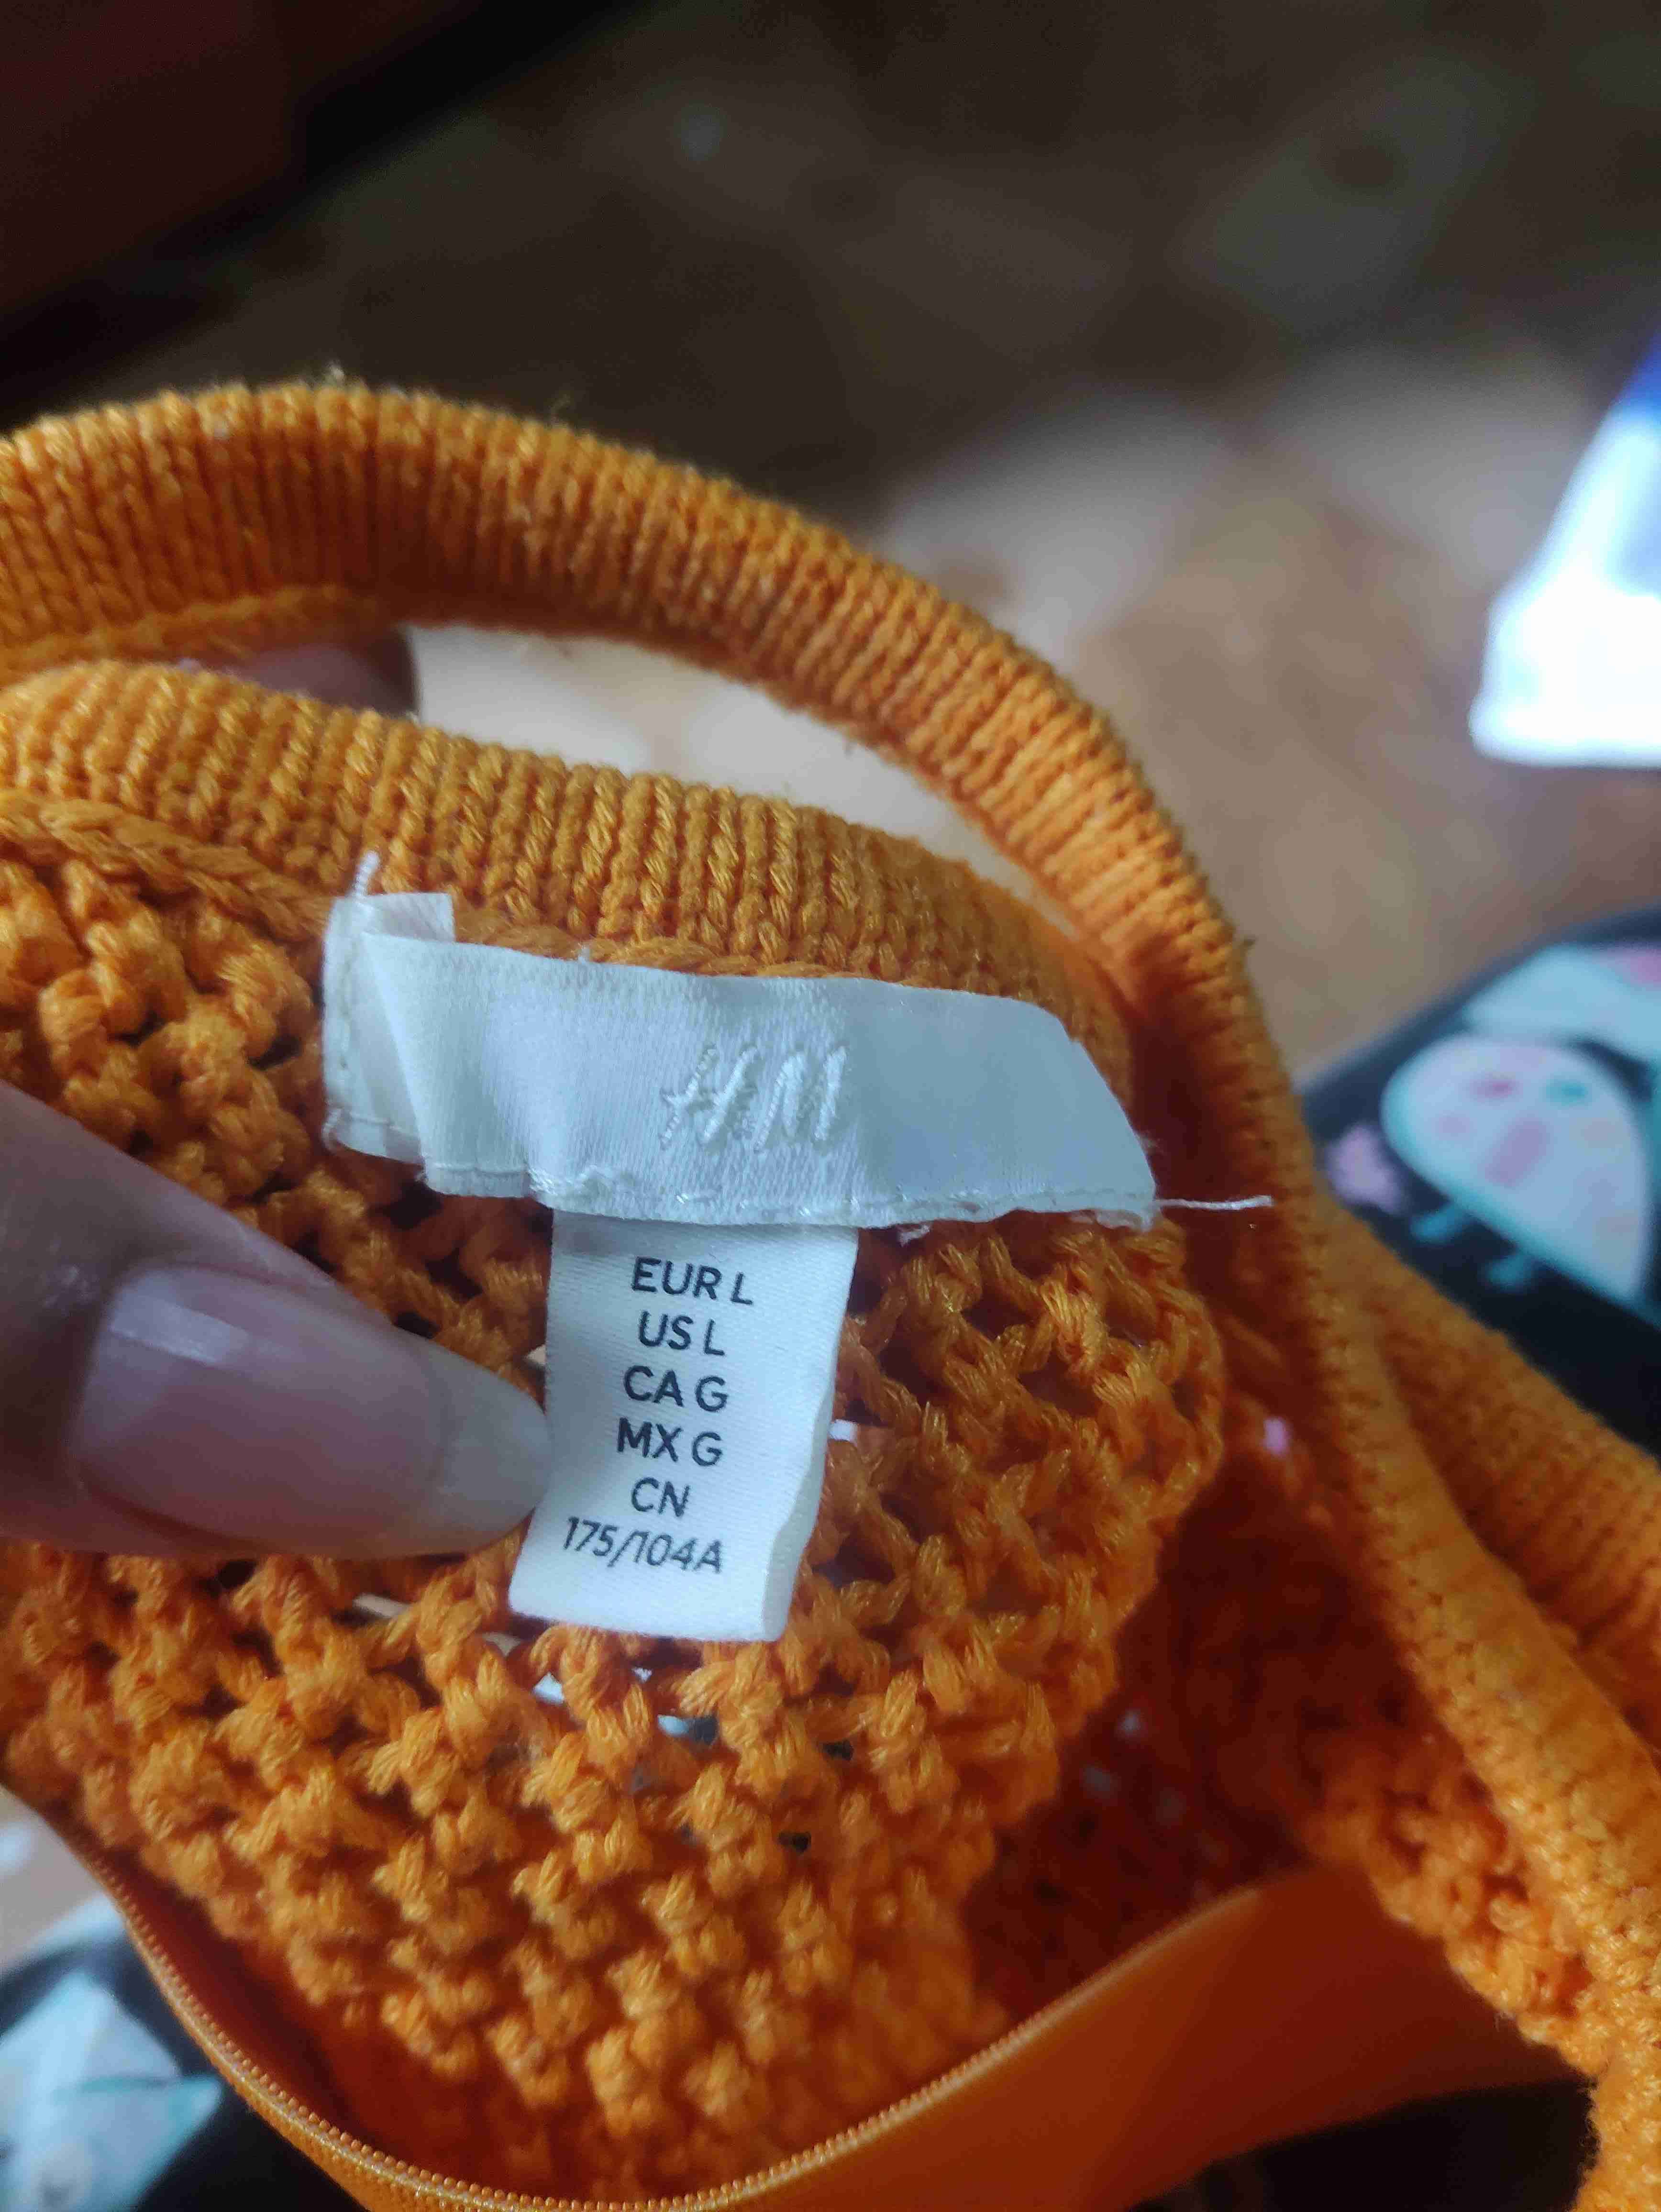 H&M
EUR L
US L
CA G
MX G
CN
175/104A